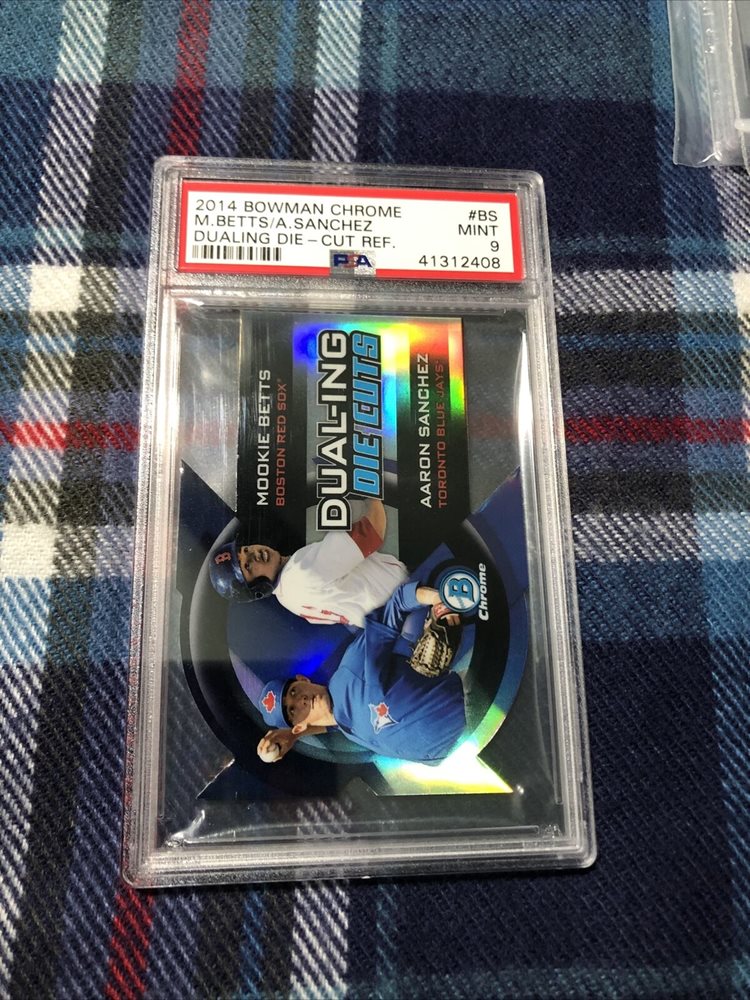 2014 BOWMAN CHROME #BS
M.BETTS/A.SANCHEZ MINT
DUALING DIE-CUT REF. 9
PSA 41312408
MOOKIE BETTS
BOSTON RED SOX
DUAL-ING
DIE CUTS
AARON SANCHEZ
TORONTO BLUE JAYS
B
Chrome
B